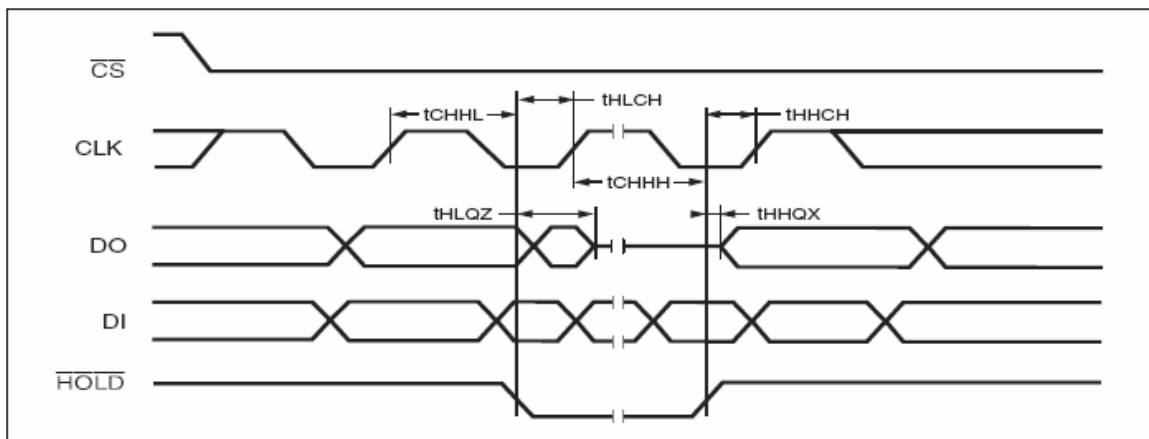 CS
tHLCH
tCHHL
tHHCH
CLK
tCHHH
tHLQZ
tHHQX
DO
DI
HOLD